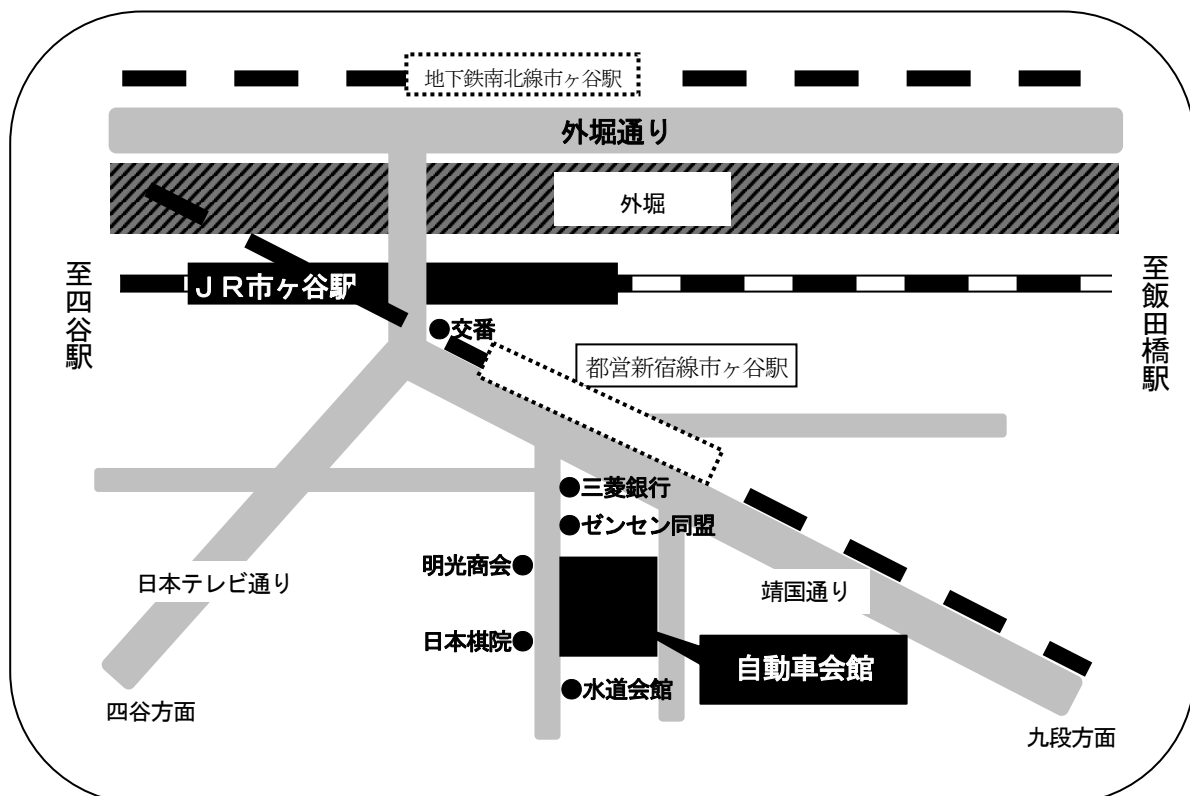 地下鉄南北線市ヶ谷駅
外堀通り
外堀
至四谷駅
JR市ヶ谷駅
至飯田橋駅
●交番
都営新宿線市ヶ谷駅
●三菱銀行
●ゼンセン同盟
明光商会●
日本テレビ通り
靖国通り
日本棋院●
自動車会館
●水道会館
四谷方面
九段方面